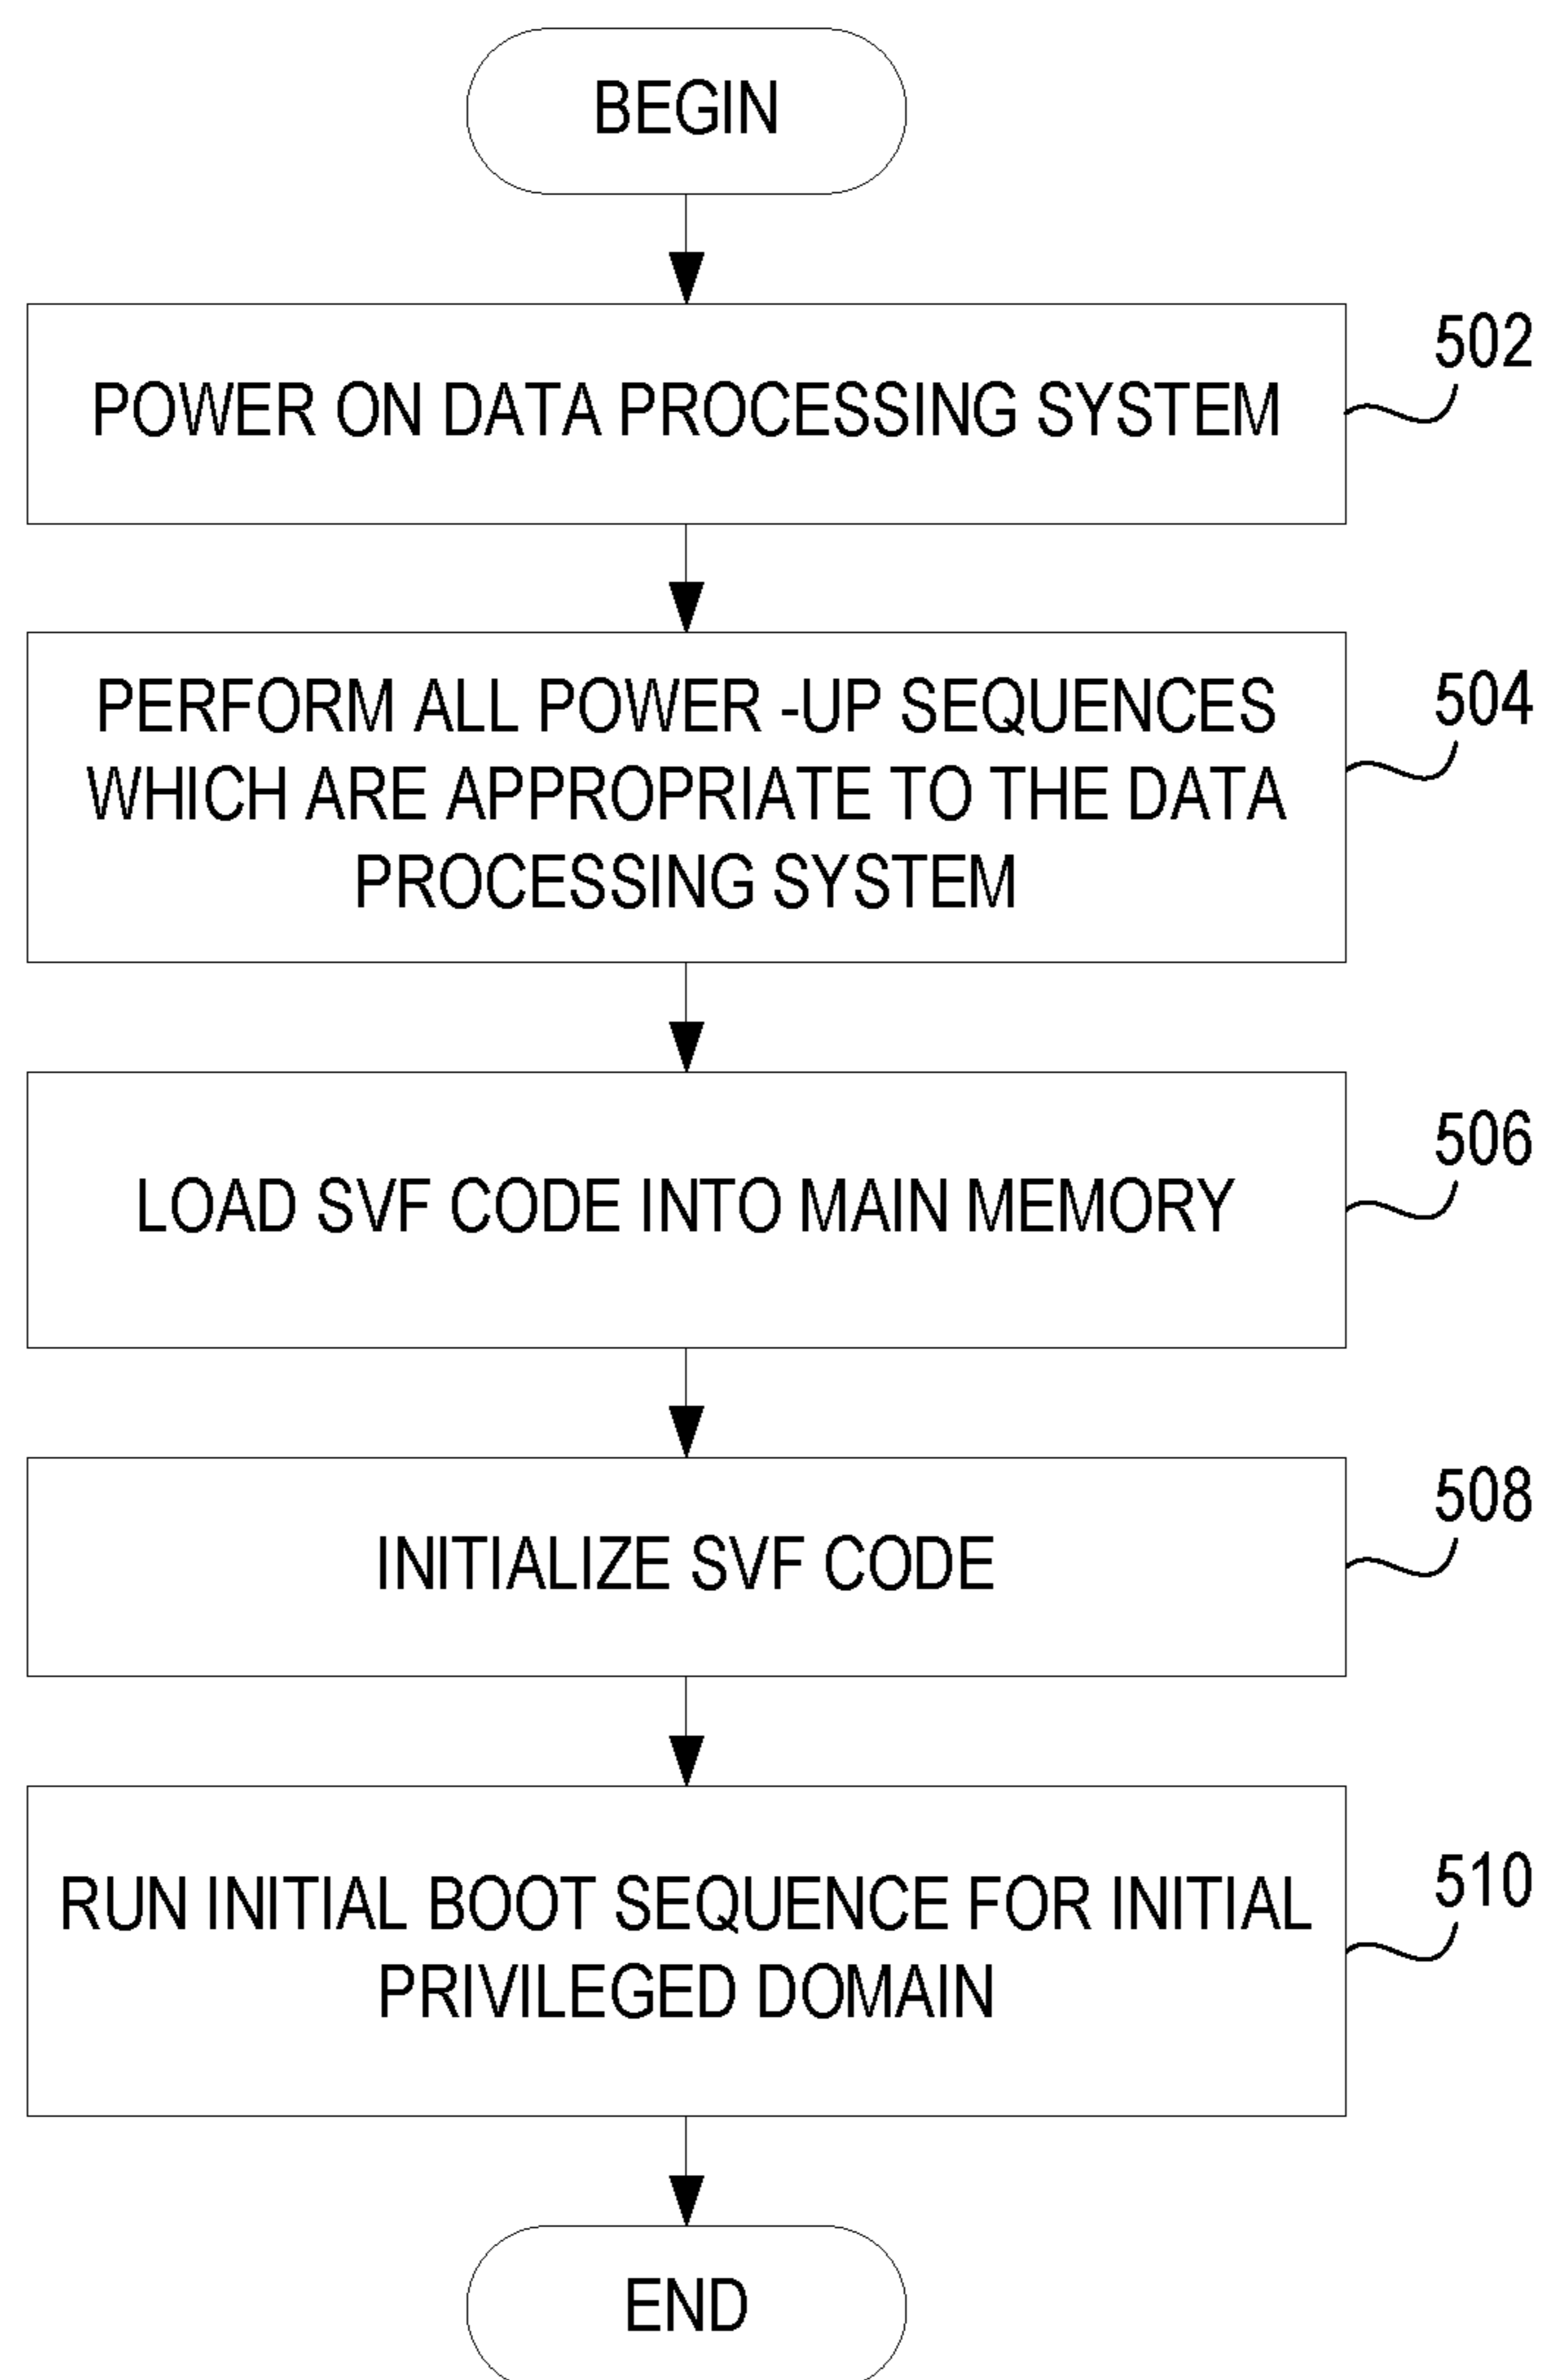 BEGIN
POWER ON DATA PROCESSING SYSTEM
502
PERFORM ALL POWER -UP SEQUENCES
WHICH ARE APPROPRIATE TO THE DATA
PROCESSING SYSTEM
504
LOAD SVF CODE INTO MAIN MEMORY
506
INITIALIZE SVF CODE
508
RUN INITIAL BOOT SEQUENCE FOR INITIAL
PRIVILEGED DOMAIN
510
END